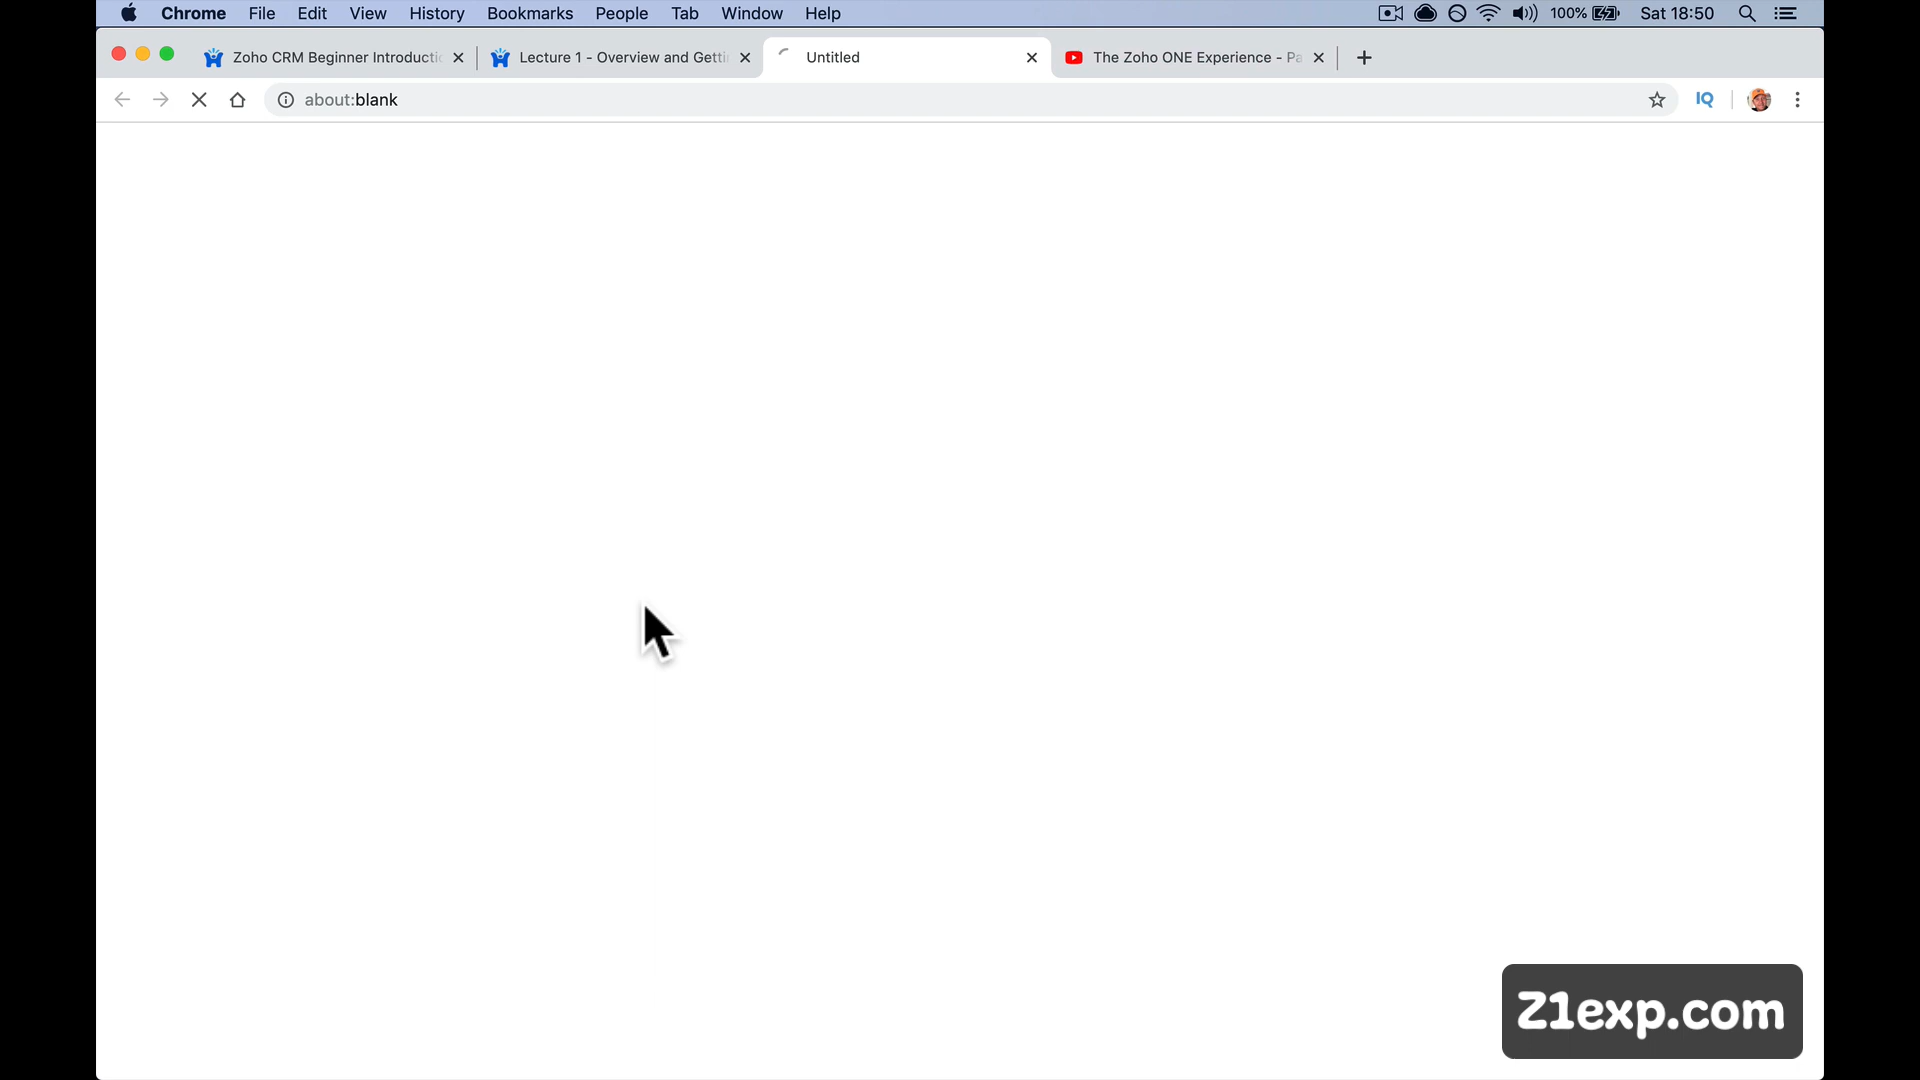 Chrome File Edit View History Bookmarks People Tab Window Help 100% Sat 18:50
Zoho CRM Beginner Introductic Lecture 1 - Overview and Getti Untitled The Zoho ONE Experience - Pa
about:blank IQ
Z1exp.com